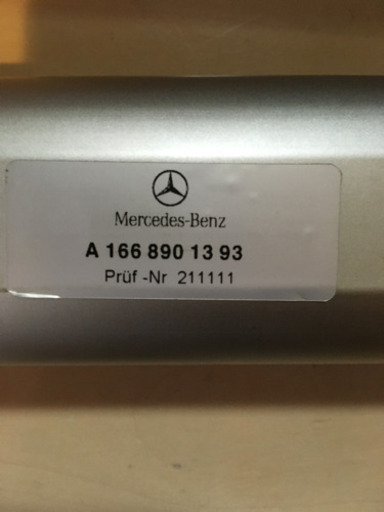 Mercedes-Benz
A 166 890 13 93
Prüf -Nr 211111